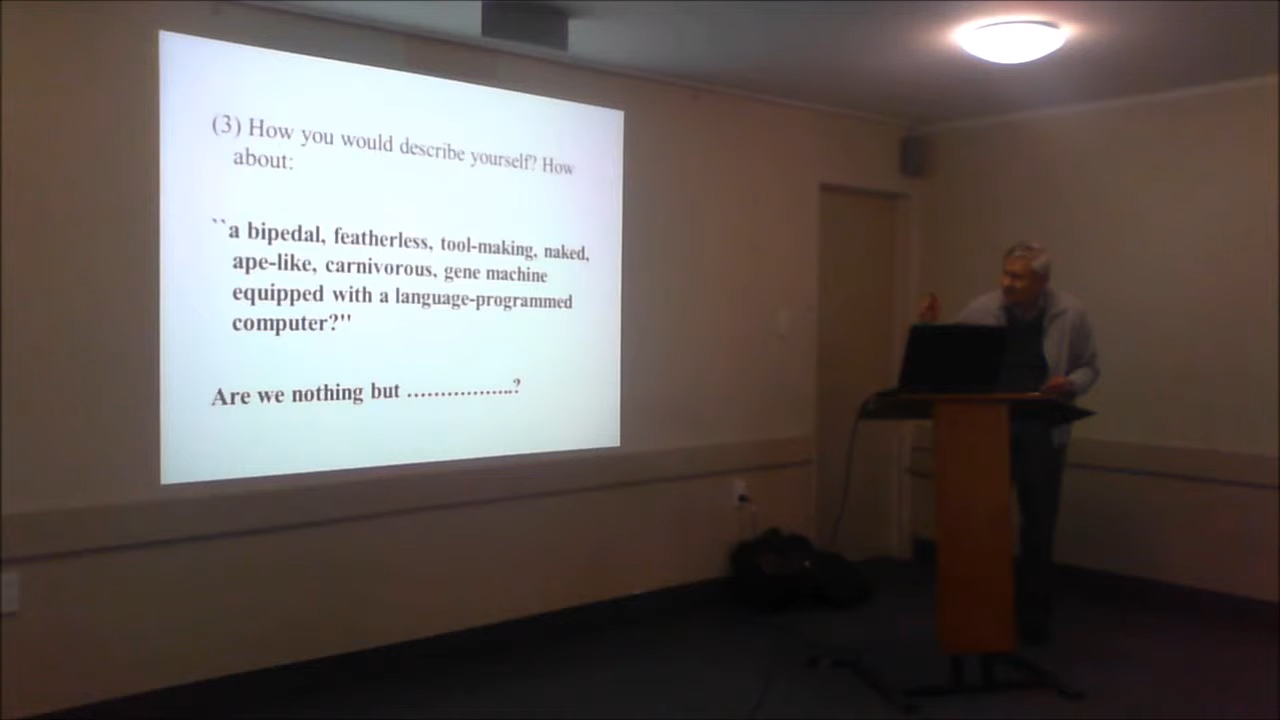 (3) How you would describe yourself? How
about:
``a bipedal, featherless, tool-making, naked,
ape-like, carnivorous, gene machine
equipped with a language-programmed
computer?"
Are we nothing but ………………..?